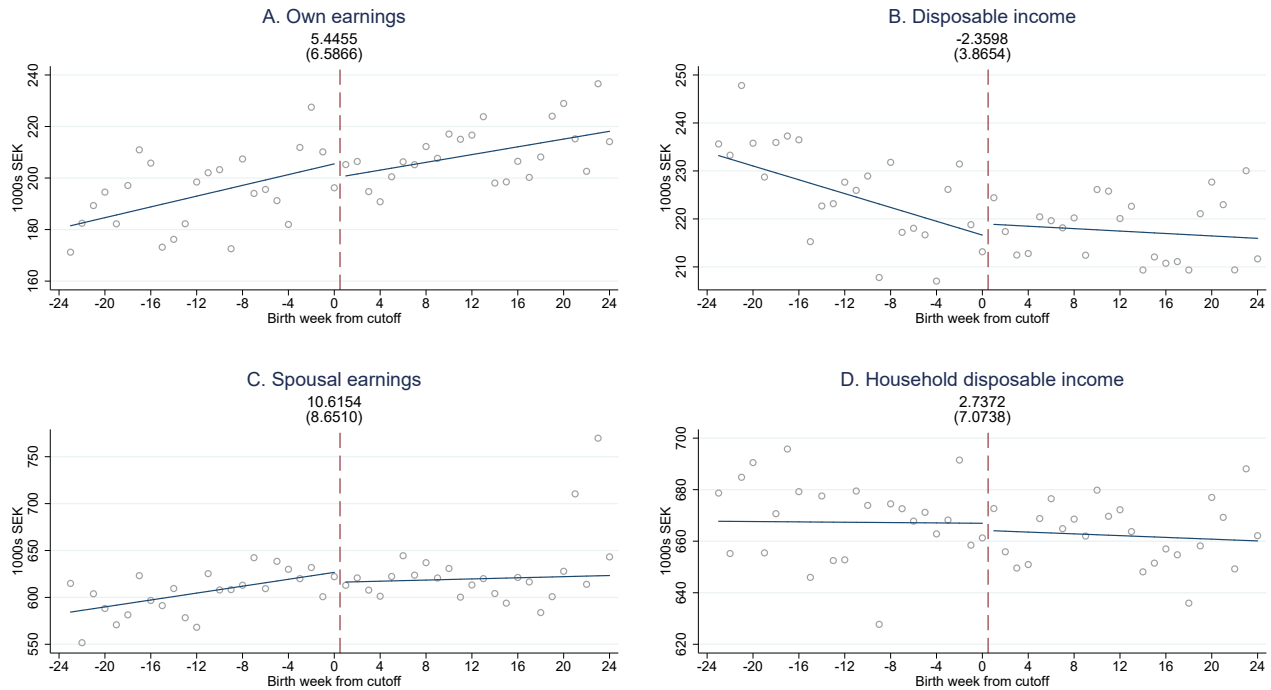 A. Own earnings
5.4455
(6.5866)
1000s SEK
240
220
200
180
160
-24 -20 -16 -12 -8 -4 0 4 8 12 16 20 24
Birth week from cutoff
B. Disposable income
-2.3598
(3.8654)
1000s SEK
250
240
230
220
210
-24 -20 -16 -12 -8 -4 0 4 8 12 16 20 24
Birth week from cutoff
C. Spousal earnings
10.6154
(8.6510)
1000s SEK
750
700
650
600
550
-24 -20 -16 -12 -8 -4 0 4 8 12 16 20 24
Birth week from cutoff
D. Household disposable income
2.7372
(7.0738)
1000s SEK
700
680
660
640
620
-24 -20 -16 -12 -8 -4 0 4 8 12 16 20 24
Birth week from cutoff